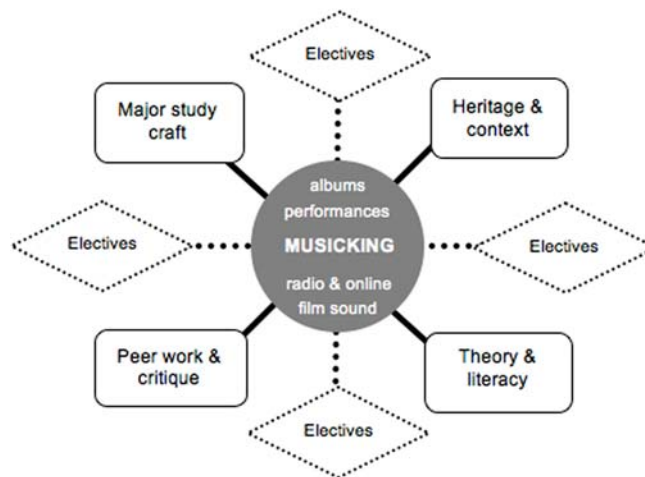 Electives
Major study
craft
Heritage &
context
albums
performances
MUSICKING
radio & online
film sound
Electives
Electives
Peer work &
critique
Theory &
literacy
Electives